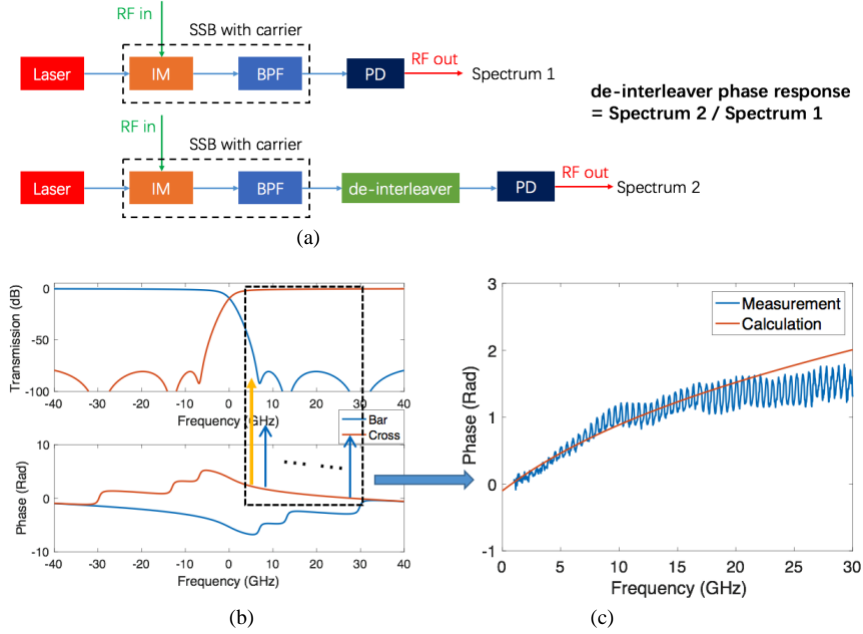 RF in
SSB with carrier
Laser
IM
BPF
PD
RF out
Spectrum 1
de-interleaver phase response
= Spectrum 2 / Spectrum 1
RF in
SSB with carrier
Laser
IM
BPF
de-interleaver
PD
RF out
Spectrum 2
(a)
Transmission (dB)
0
-50
-100
-40
-30
-20
-10
0
10
20
30
40
Frequency (GHz)
Bar
Cross
Phase (Rad)
10
0
-10
-40
-30
-20
-10
0
10
20
30
40
Frequency (GHz)
(b)
Measurement
Calculation
Phase (Rad)
3
2
1
0
-1
0
5
10
15
20
25
30
Frequency (GHz)
(c)